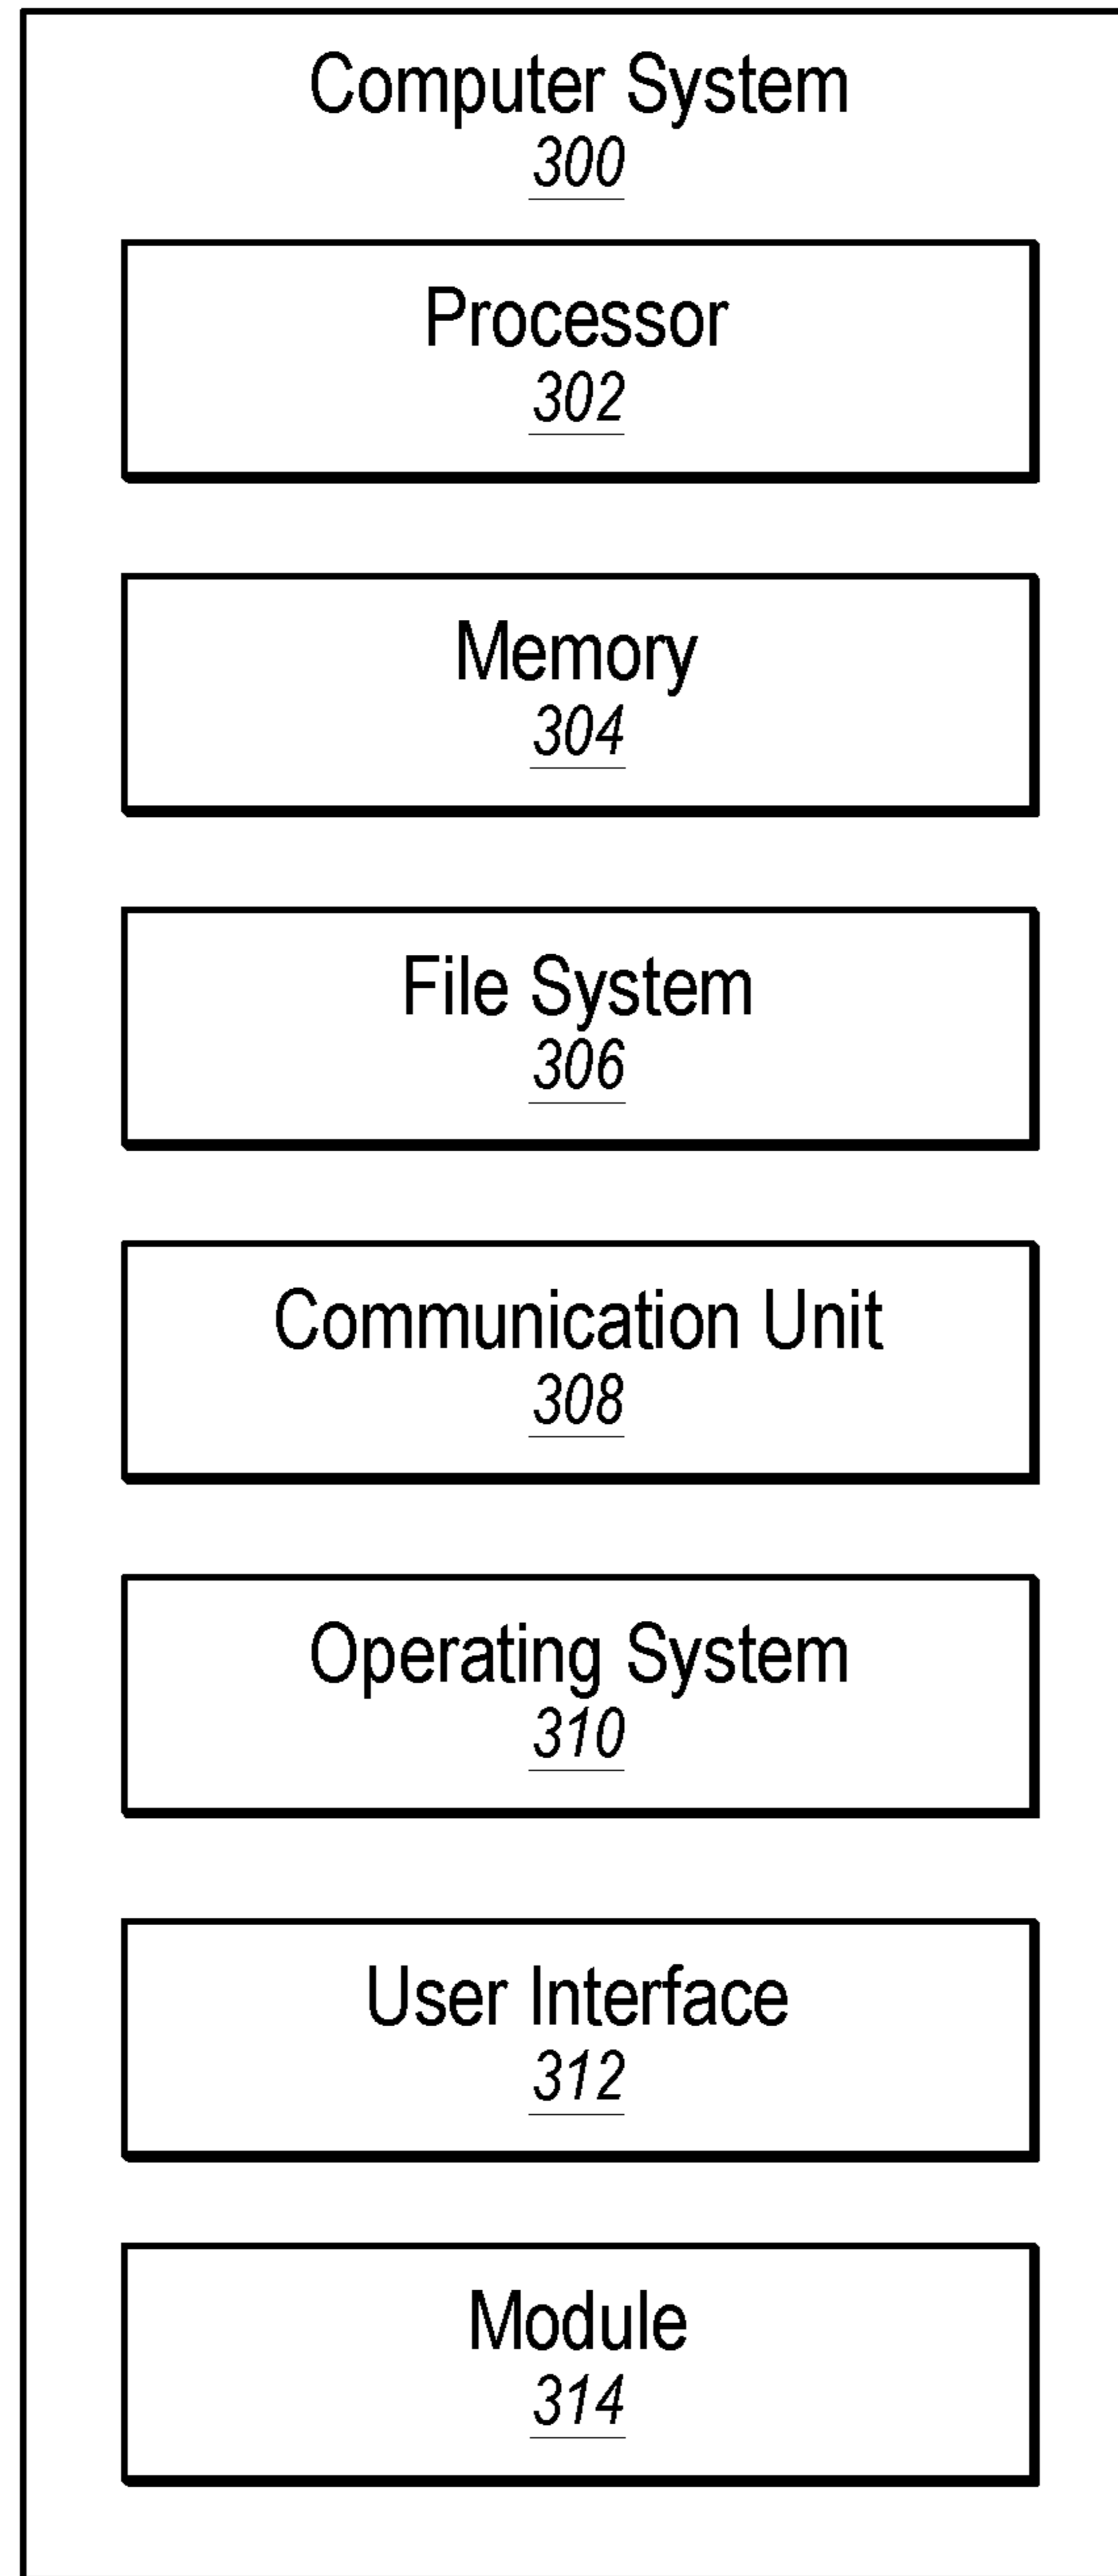 Computer System
300
Processor
302
Memory
304
File System
306
Communication Unit
308
Operating System
310
User Interface
312
Module
314